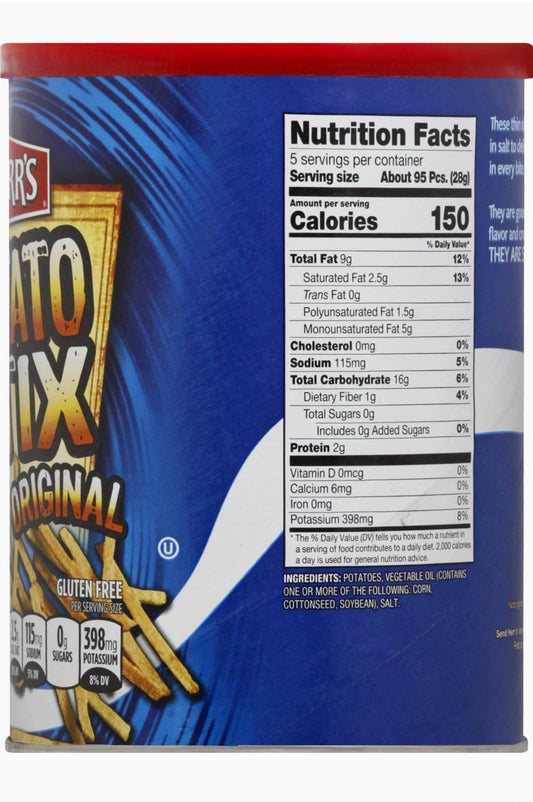 RR'S
ATO
IX
ORIGINAL
U
GLUTEN FREE
PER SERVING SIZE
115mg
SODIUM
5% DV
0g
SUGARS
398mg
POTASSIUM
8% DV
Nutrition Facts
5 servings per container
Serving size About 95 Pcs. (28g)
Amount per serving
Calories 150
% Daily Value*
Total Fat 9g 12%
Saturated Fat 2.5g 13%
Trans Fat 0g
Polyunsaturated Fat 1.5g
Monounsaturated Fat 5g
Cholesterol 0mg 0%
Sodium 115mg 5%
Total Carbohydrate 16g 6%
Dietary Fiber 1g 4%
Total Sugars 0g
Includes 0g Added Sugars 0%
Protein 2g
Vitamin D 0mcg 0%
Calcium 6mg 0%
Iron 0mg 0%
Potassium 398mg 8%
* The % Daily Value (DV) tells you how much a nutrient in
a serving of food contributes to a daily diet. 2,000 calories
a day is used for general nutrition advice.
INGREDIENTS: POTATOES, VEGETABLE OIL (CONTAINS
ONE OR MORE OF THE FOLLOWING: CORN,
COTTONSEED, SOYBEAN), SALT.
These thin
in salt to
in every bite.
They are
flavor and
THEY ARE
Send Herr's